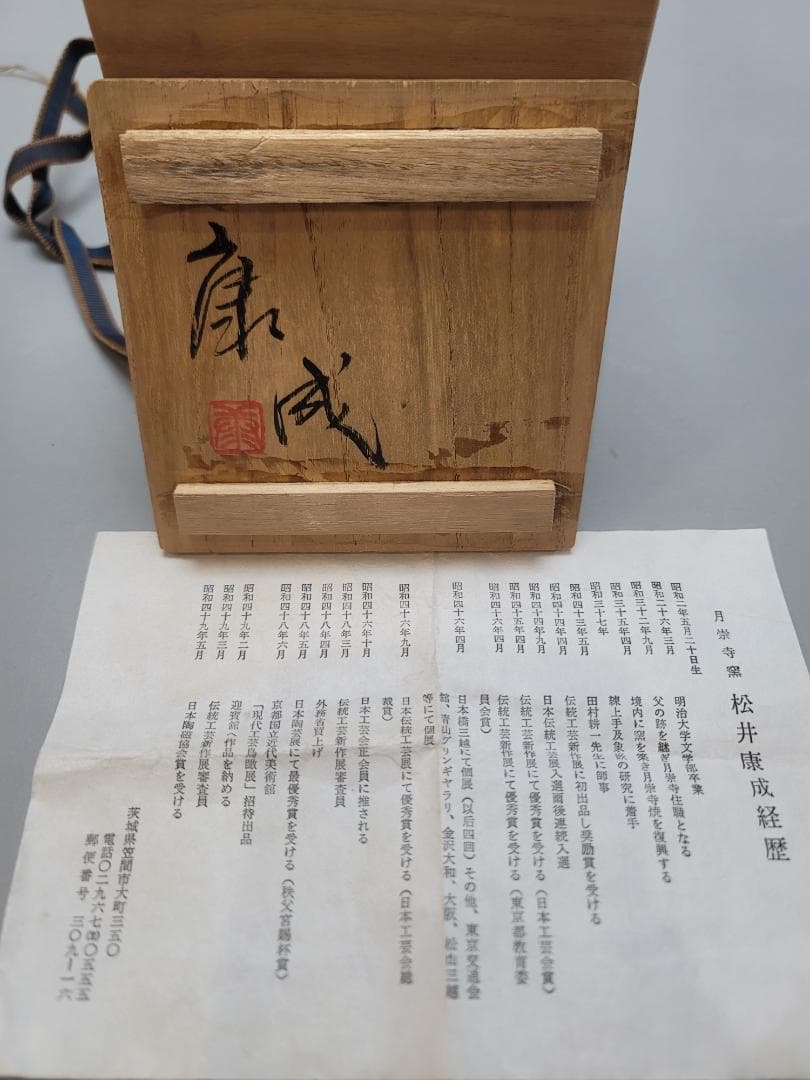 康
成
月崇寺窯 松井康成経歴
昭和二年五月二十日生
昭和二十六年三月 明治大学文学部卒業
昭和三十二年九月 父の跡を継ぎ月崇寺住職となる
昭和三十五年四月 境内に窯を築き月崇寺焼を復興する
昭和三十七年 練上手及象嵌の研究に着手
昭和四十三年五月 田村耕一先生に師事
昭和四十四年四月 伝統工芸新作展に初出品し奨励賞を受ける
昭和四十四年九月 日本伝統工芸展入選爾後連続入選
昭和四十五年四月 伝統工芸新作展にて優秀賞を受ける(日本工芸会賞)
昭和四十六年四月 伝統工芸新作展にて優秀賞を受ける(東京都教育委
員会賞)
昭和四十六年四月 日本橋三越にて個展(以后四回)その他、東京交通会
館、青山グリンギヤラリ、金沢大和、大阪、松山三越
等にて個展
昭和四十六年九月 日本伝統工芸展にて優秀賞を受ける(日本工芸会総
裁賞)
昭和四十六年十月 日本工芸会正会員に推される
昭和四十八年三月 伝統工芸新作展審査員
昭和四十八年四月 外務省買上げ
昭和四十八年五月 日本陶芸展にて最優秀賞を受ける(秩父宮賜杯賞)
昭和四十八年六月 京都国立近代美術館
「現代工芸鳥瞰展」招待出品
昭和四十九年二月 迎賓館へ作品を納める
昭和四十九年三月 伝統工芸新作展審査員
昭和四十九年五月 日本陶磁協会賞を受ける
茨城県笠間市大町三五〇
電話〇二九六七㈡〇五五五
郵便番号 三〇九ー一六